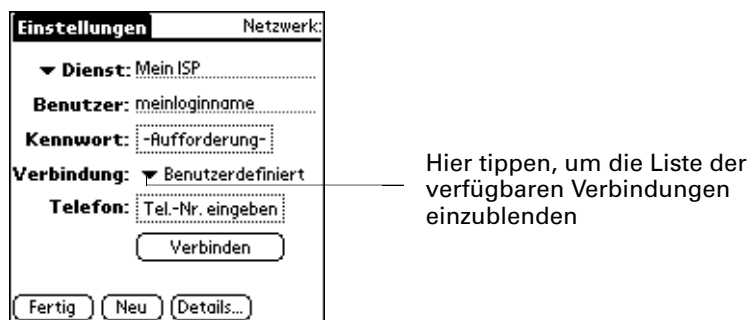 Einstellungen Netzwerk:
Dienst: Mein ISP
Benutzer: meinloginname
Kennwort: -Aufforderung-
Verbindung: Benutzerdefiniert
Telefon: Tel.-Nr. eingeben
Verbinden
Fertig Neu Details...
Hier tippen, um die Liste der
verfügbaren Verbindungen
einzublenden